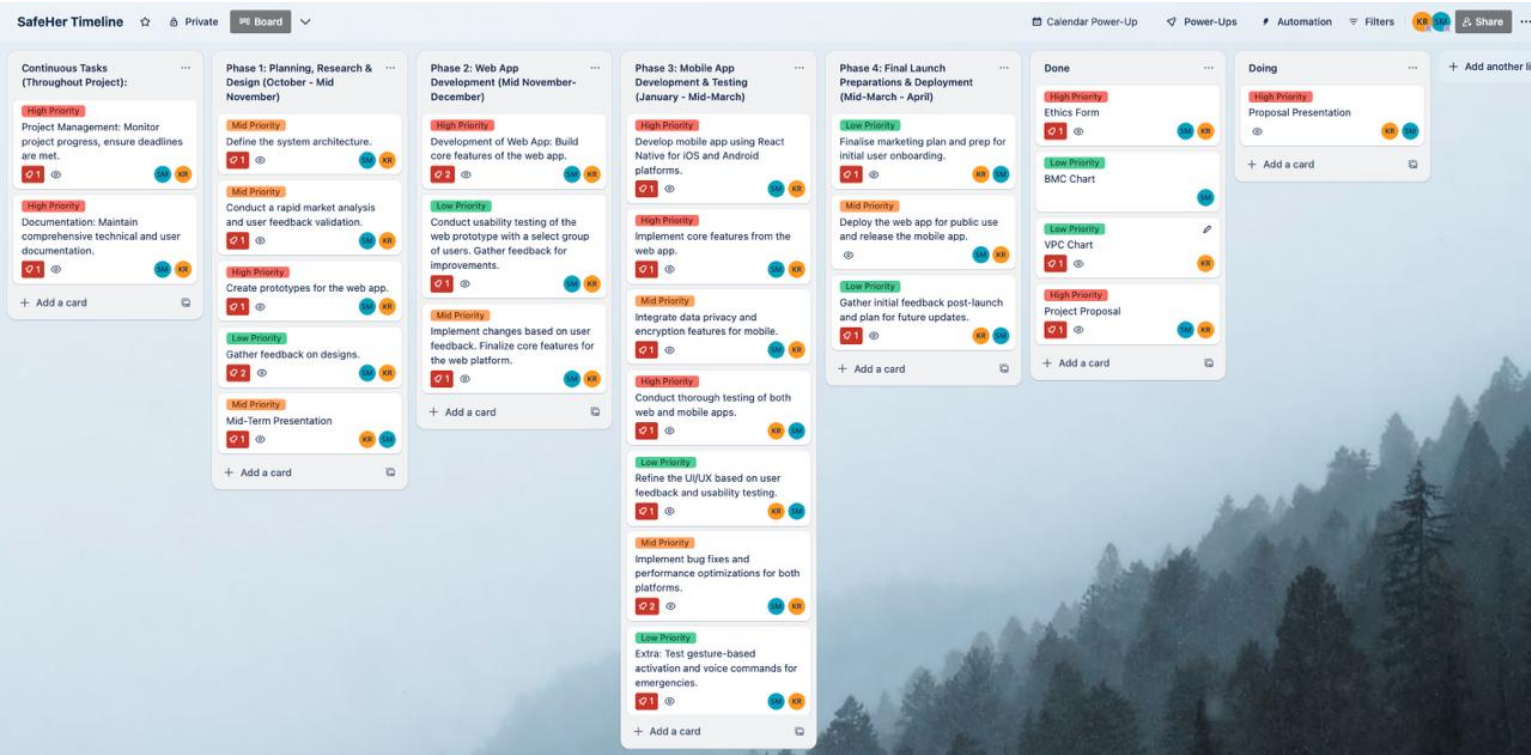 SafeHer Timeline
Private
Board
Calendar Power-Up
Power-Ups
Automation
Filters
KR
SM
Share
Continuous Tasks
(Throughout Project):
High Priority
Project Management: Monitor
project progress, ensure deadlines
are met.
1
SM KR
High Priority
Documentation: Maintain
comprehensive technical and user
documentation.
1
SM KR
+ Add a card
Phase 1: Planning, Research &
Design (October - Mid
November)
Mid Priority
Define the system architecture.
1
SM KR
Mid Priority
Conduct a rapid market analysis
and user feedback validation.
1
SM KR
High Priority
Create prototypes for the web app.
1
SM KR
Low Priority
Gather feedback on designs.
2
SM KR
Mid Priority
Mid-Term Presentation
1
KR SM
+ Add a card
Phase 2: Web App
Development (Mid November-
December)
High Priority
Development of Web App: Build
core features of the web app.
2
SM KR
Low Priority
Conduct usability testing of the
web prototype with a select group
of users. Gather feedback for
improvements.
1
SM KR
Mid Priority
Implement changes based on user
feedback. Finalize core features for
the web platform.
1
SM KR
+ Add a card
Phase 3: Mobile App
Development & Testing
(January - Mid-March)
High Priority
Develop mobile app using React
Native for iOS and Android
platforms.
1
SM KR
High Priority
Implement core features from the
web app.
1
SM KR
Mid Priority
Integrate data privacy and
encryption features for mobile.
1
SM KR
High Priority
Conduct thorough testing of both
web and mobile apps.
1
KR SM
Low Priority
Refine the UI/UX based on user
feedback and usability testing.
1
KR SM
Mid Priority
Implement bug fixes and
performance optimizations for both
platforms.
2
SM KR
Low Priority
Extra: Test gesture-based
activation and voice commands for
emergencies.
1
SM KR
+ Add a card
Phase 4: Final Launch
Preparations & Deployment
(Mid-March - April)
Low Priority
Finalise marketing plan and prep for
initial user onboarding.
1
KR SM
Mid Priority
Deploy the web app for public use
and release the mobile app.
SM KR
Low Priority
Gather initial feedback post-launch
and plan for future updates.
1
KR SM
+ Add a card
Done
High Priority
Ethics Form
1
SM KR
Low Priority
BMC Chart
SM
Low Priority
VPC Chart
1
KR
High Priority
Project Proposal
1
SM KR
+ Add a card
Doing
High Priority
Proposal Presentation
KR SM
+ Add a card
+ Add another li